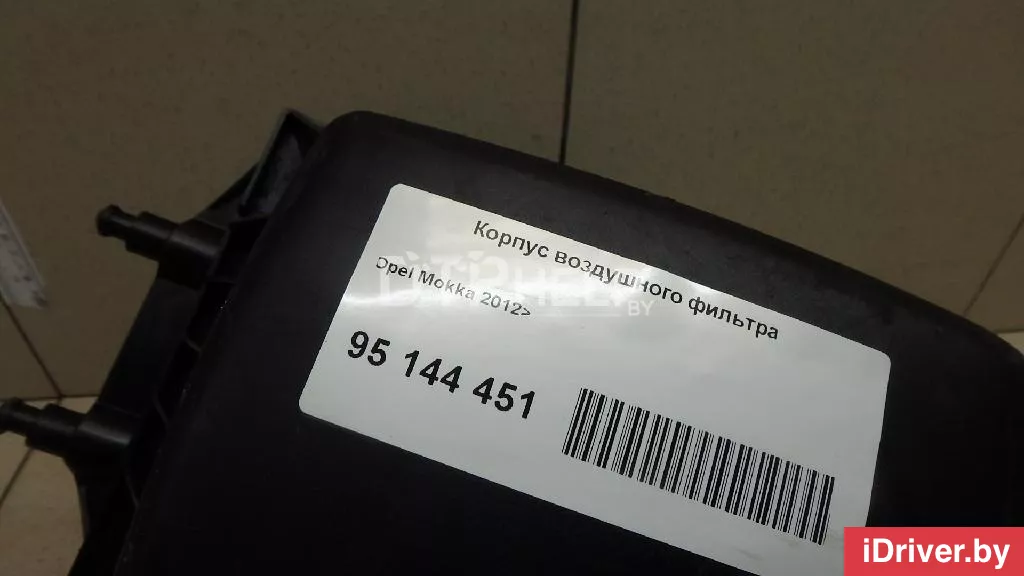 Корпус воздушного фильтра
Opel Mokka 2012>
95 144 451
iDriver.by